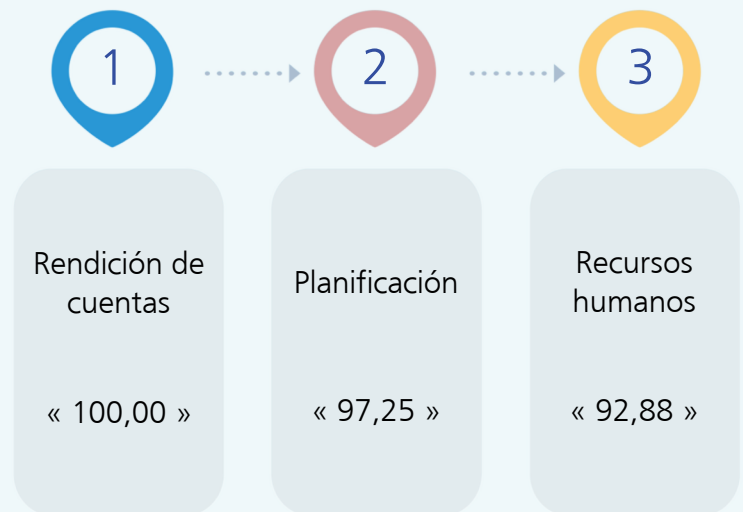 1
2
3
Rendición de
cuentas
« 100,00 »
Planificación
« 97,25 »
Recursos
humanos
« 92,88 »